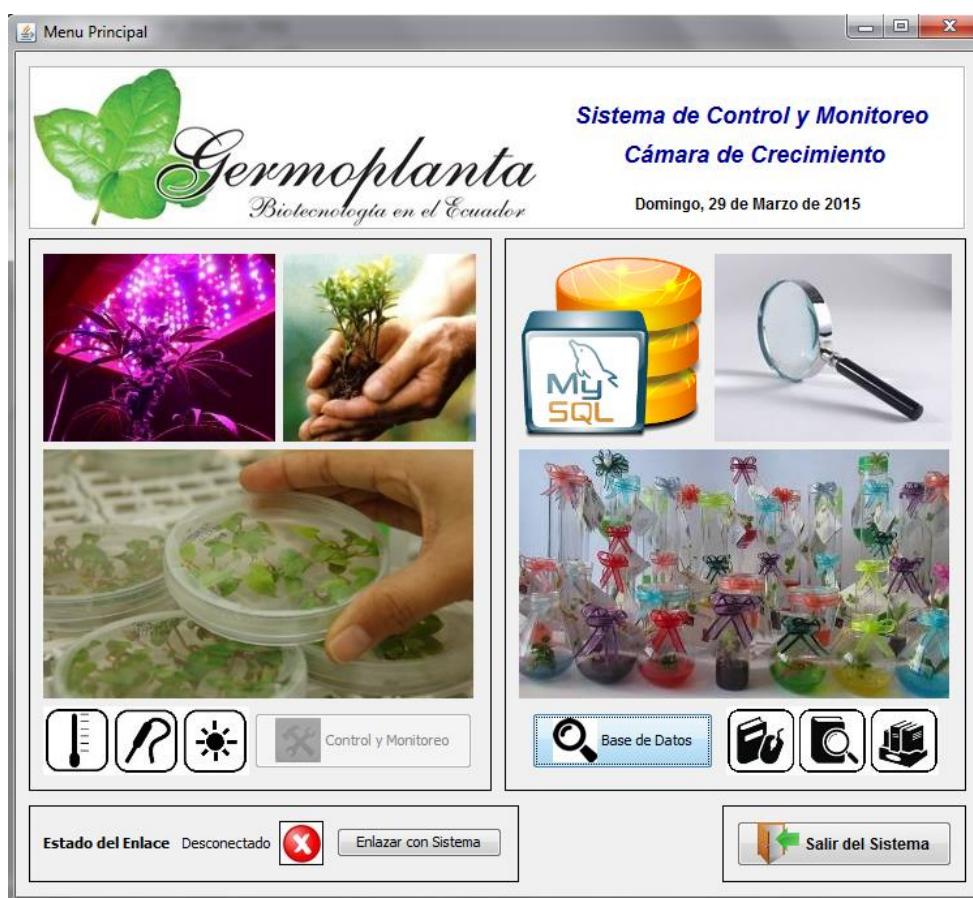 Menu Principal
Germoplanta
Biotecnología en el Ecuador
Sistema de Control y Monitoreo
Cámara de Crecimiento
Domingo, 29 de Marzo de 2015
My
SQL
Control y Monitoreo
Base de Datos
Estado del Enlace Desconectado
Enlazar con Sistema
Salir del Sistema